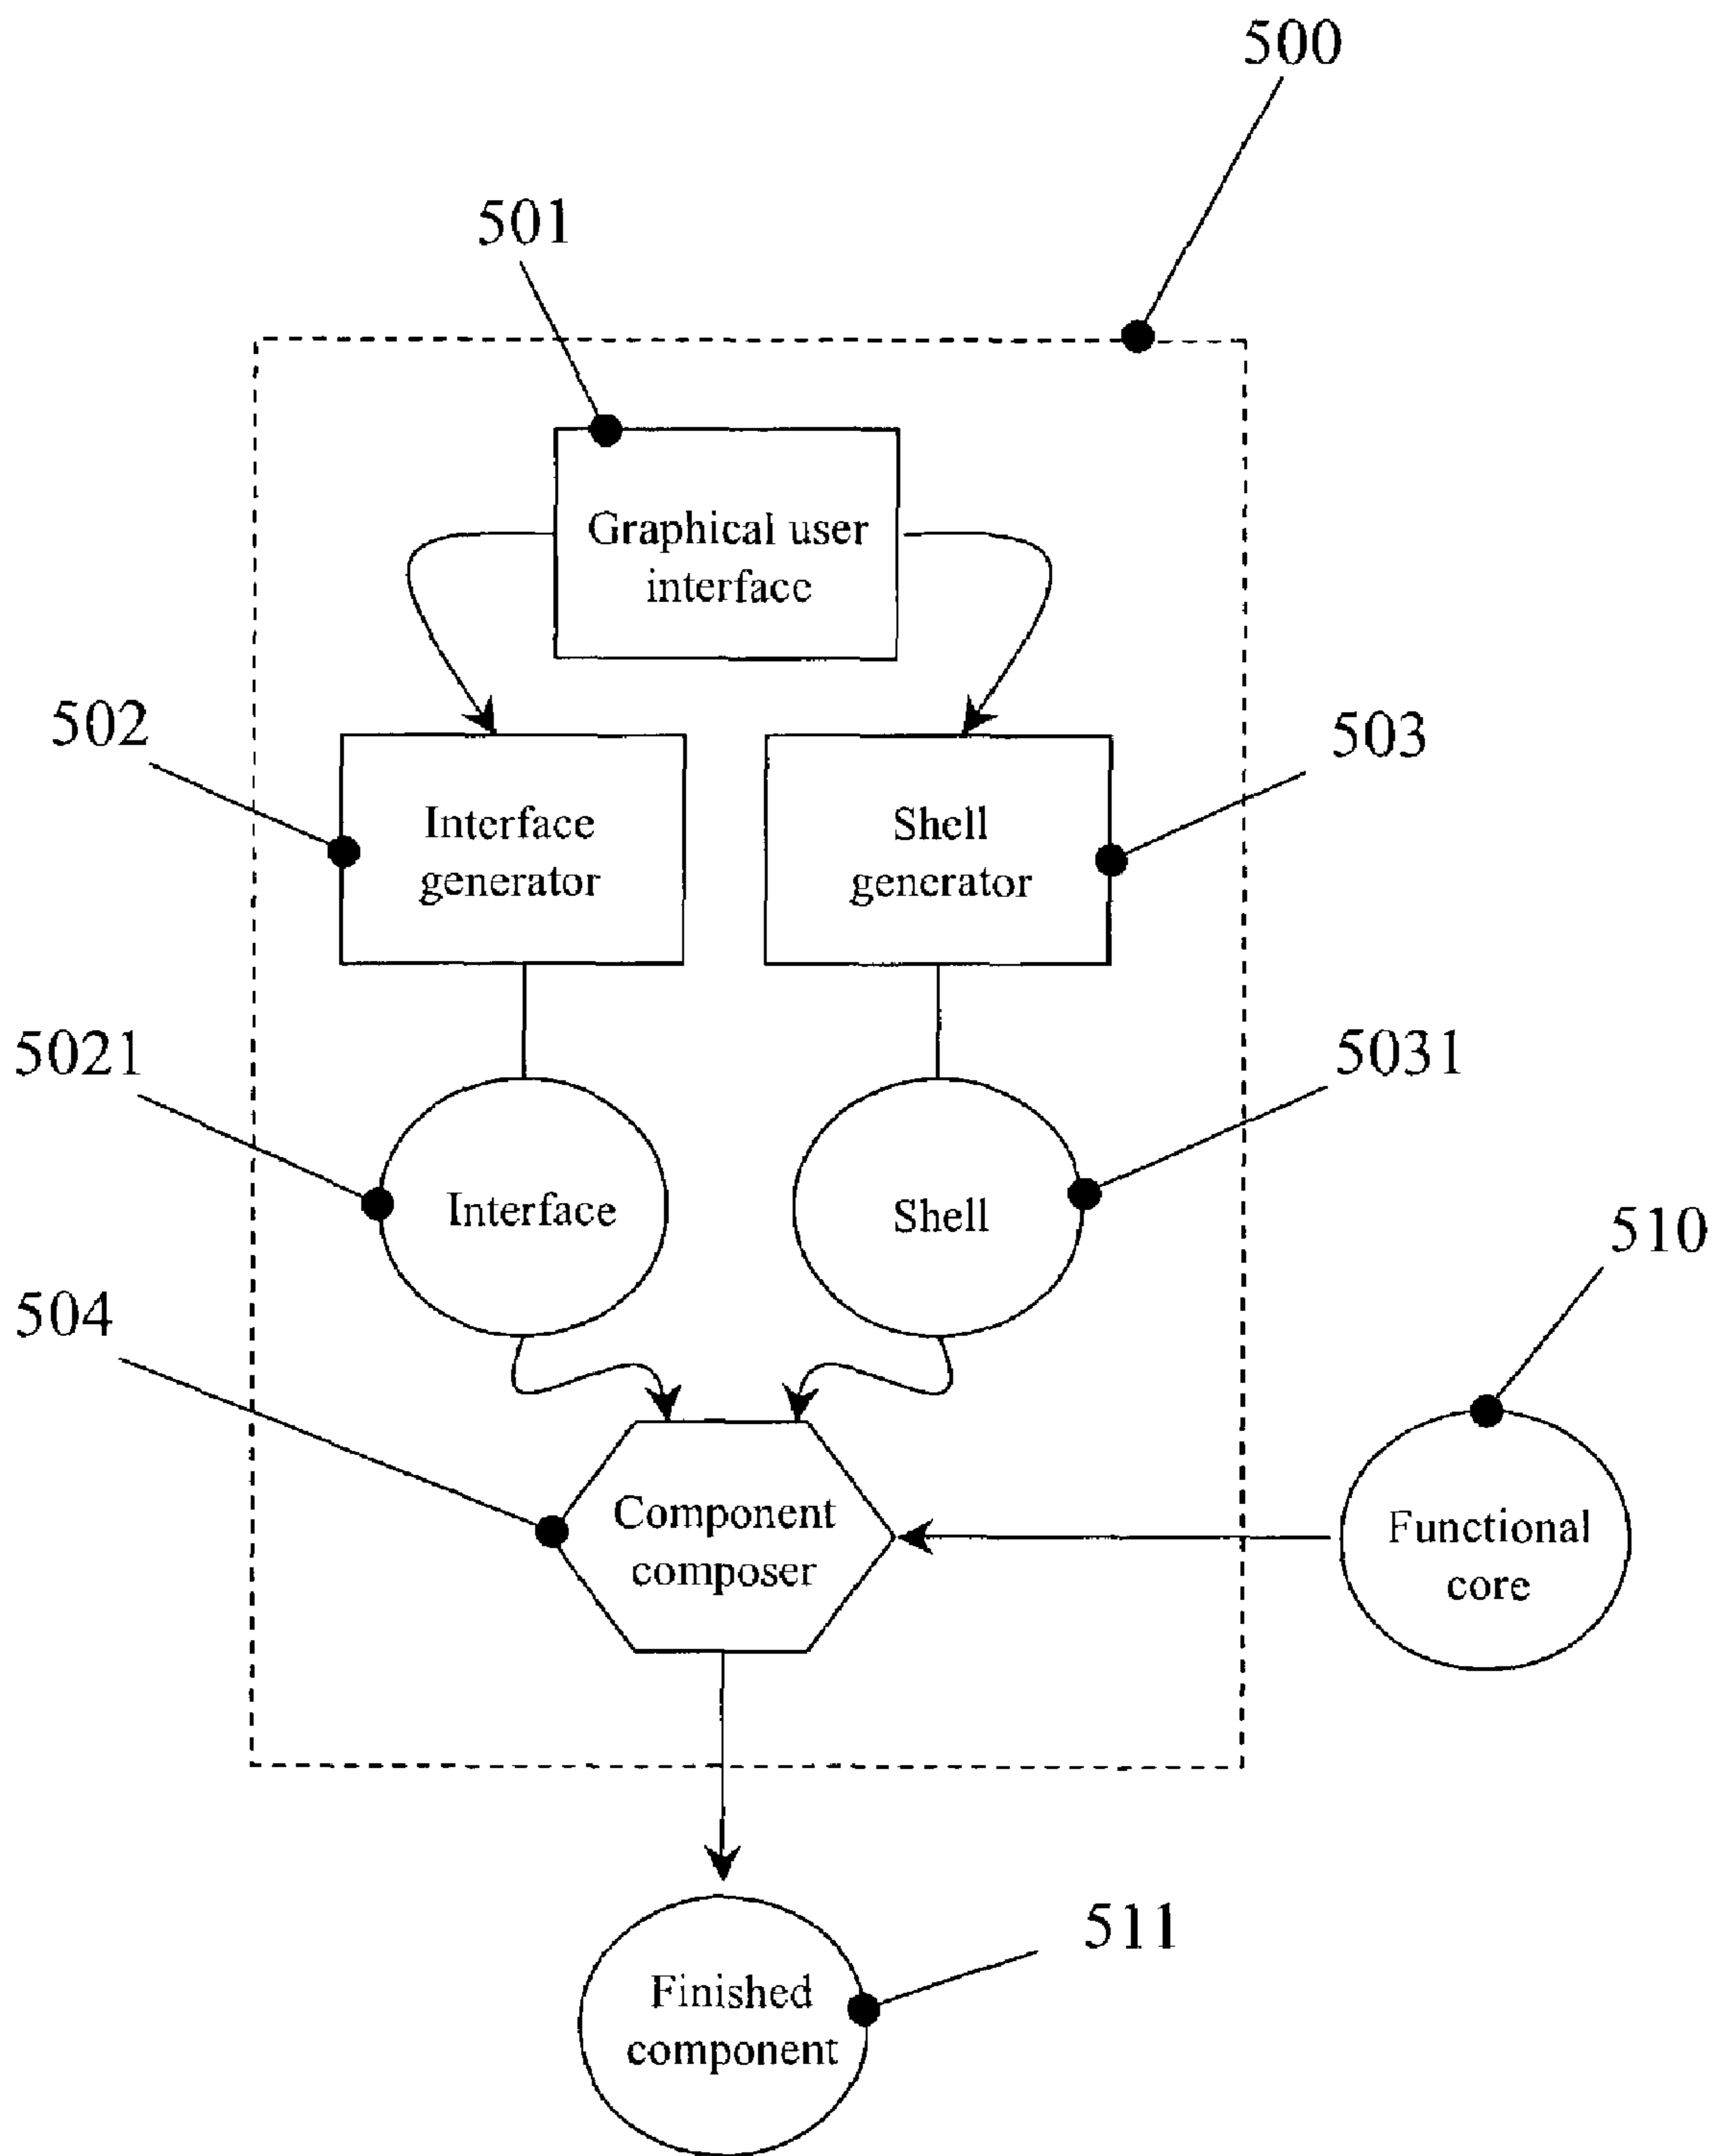 500
501
Graphical user
interface
502
503
Interface
generator
Shell
generator
5021
5031
Interface
Shell
510
504
Component
composer
Functional
core
511
Finished
component